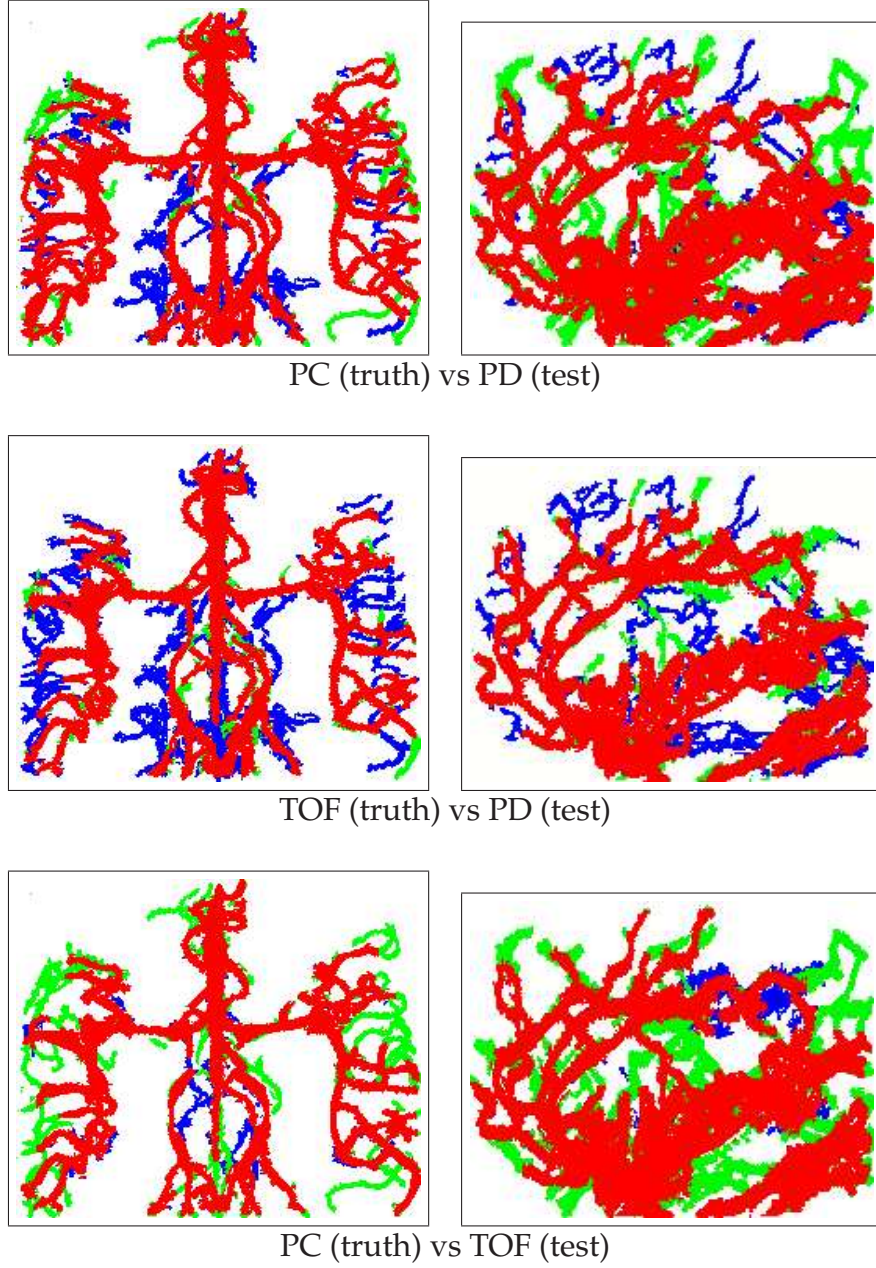 PC (truth) vs PD (test)
TOF (truth) vs PD (test)
PC (truth) vs TOF (test)